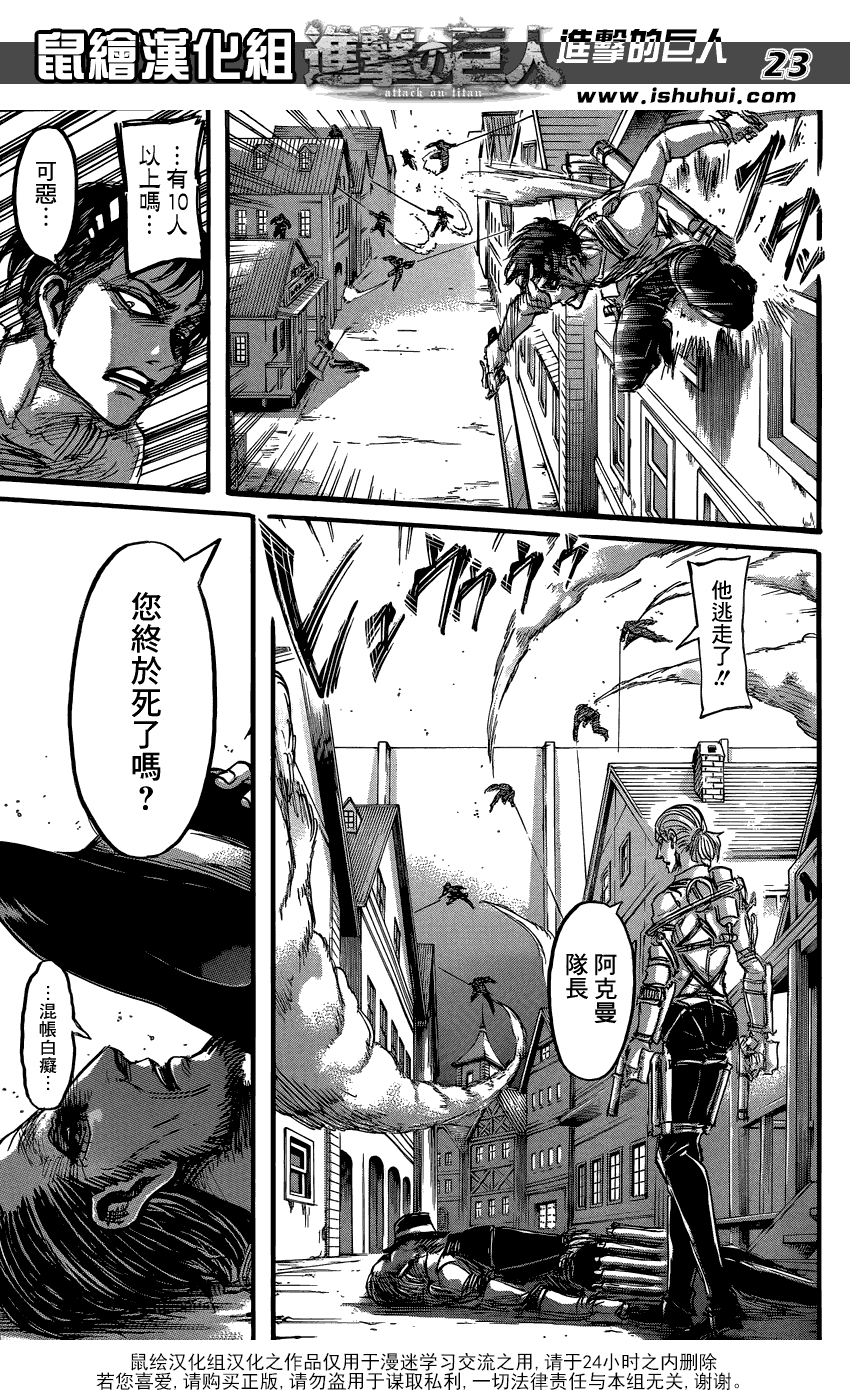 鼠繪漢化組
進撃の巨人
attack on titan
進擊的巨人
23
www.ishuhui.com
…有10人
以上嗎…
可惡…
他逃走了!!
阿克曼
隊長
您終於死了嗎?
…混帳白癡…
鼠绘汉化组汉化之作品仅用于漫迷学习交流之用, 请于24小时之内删除
若您喜爱, 请购买正版, 请勿盗用于谋取私利, 一切法律责任与本组无关, 谢谢.